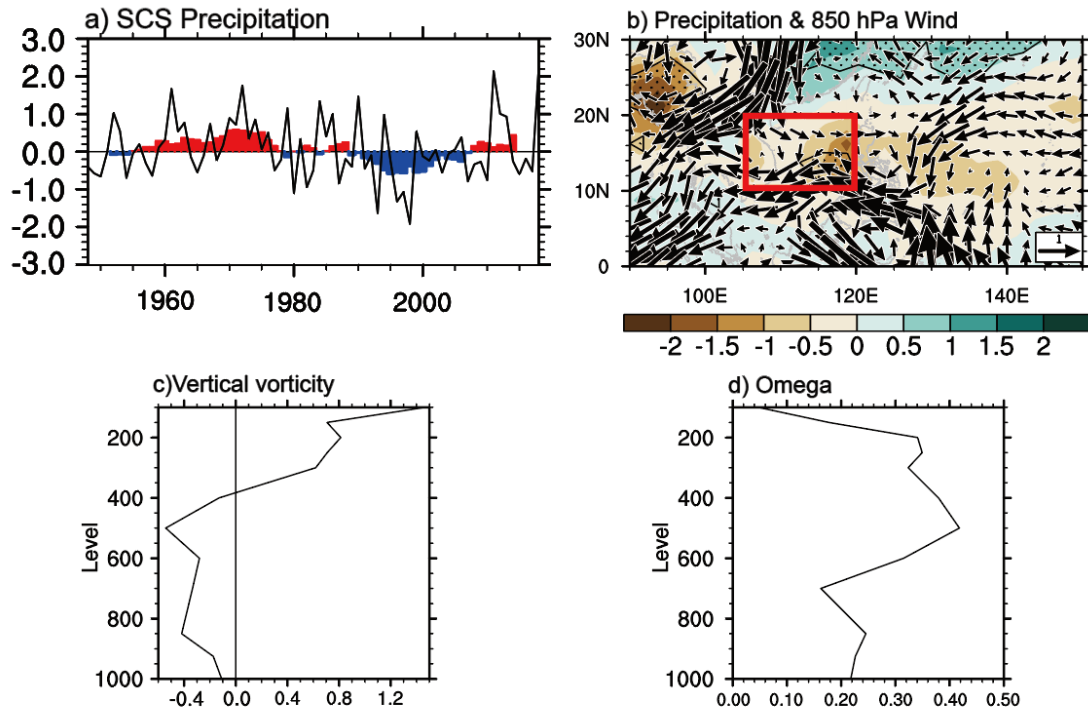 a) SCS Precipitation
3.0
2.0
1.0
0.0
-1.0
-2.0
-3.0
1960 1980 2000
b) Precipitation & 850 hPa Wind
30N
20N
10N
0
1
100E 120E 140E
-2 -1.5 -1 -0.5 0 0.5 1 1.5 2
c)Vertical vorticity
Level
200
400
600
800
1000
-0.4 0.0 0.4 0.8 1.2
d) Omega
Level
200
400
600
800
1000
0.00 0.10 0.20 0.30 0.40 0.50